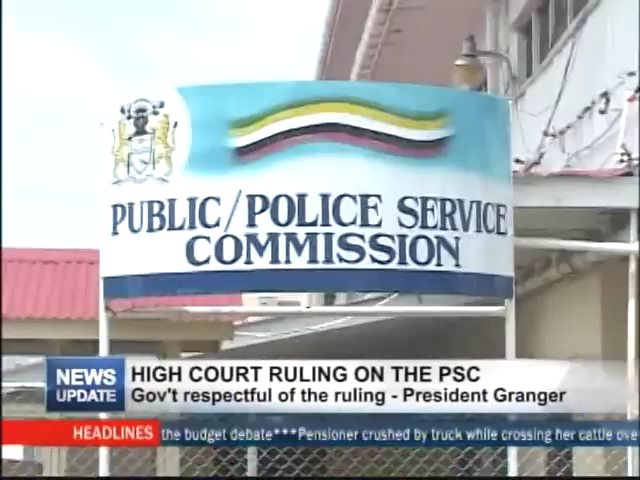 PUBLIC/POLICE SERVICE
COMMISSION
NEWS
UPDATE
HIGH COURT RULING ON THE PSC
Gov't respectful of the ruling - President Granger
HEADLINES
the budget debate***Pensioner crushed by truck while crossing her cattle ove